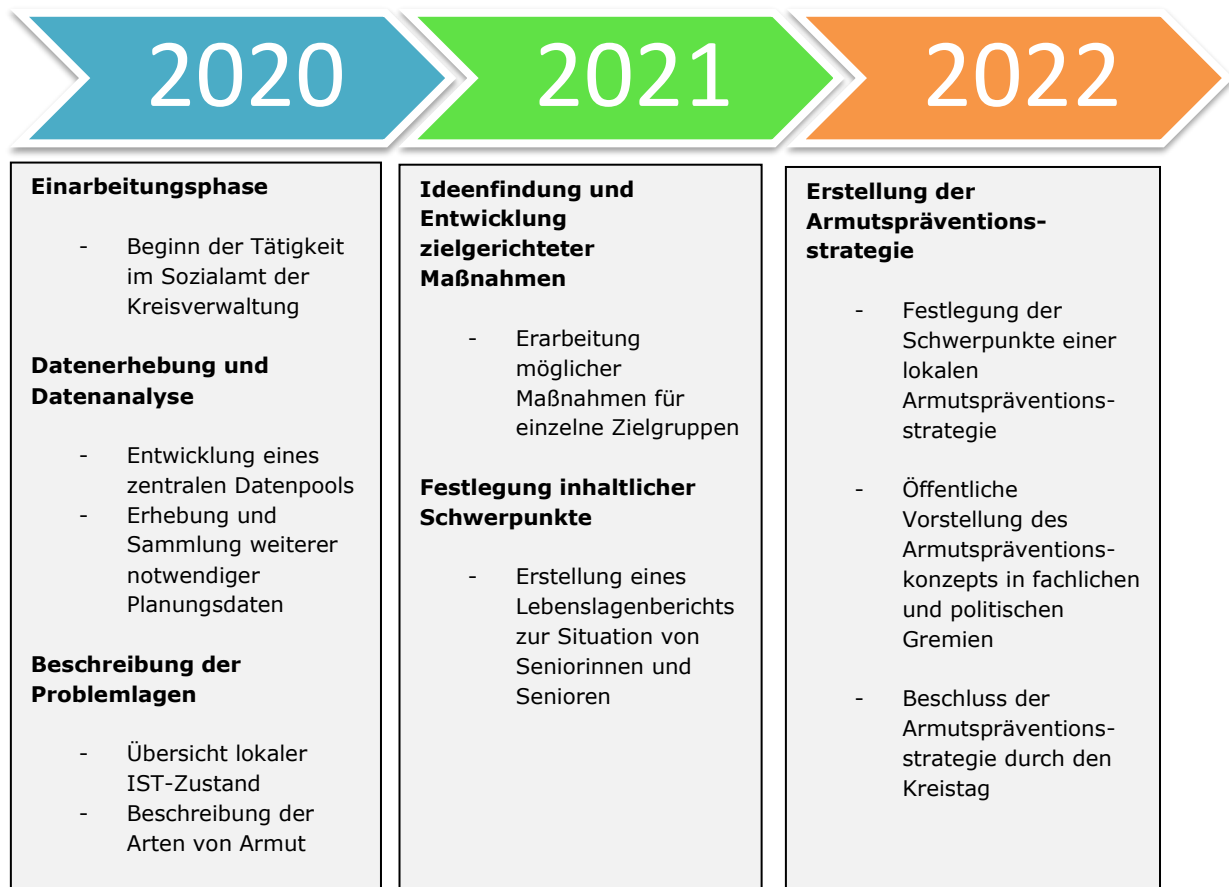 2020
2021
2022
Einarbeitungsphase
- Beginn der Tätigkeit
im Sozialamt der
Kreisverwaltung
Datenerhebung und
Datenanalyse
- Entwicklung eines
zentralen Datenpools
- Erhebung und
Sammlung weiterer
notwendiger
Planungsdaten
Beschreibung der
Problemlagen
- Übersicht lokaler
IST-Zustand
- Beschreibung der
Arten von Armut
Ideenfindung und
Entwicklung
zielgerichteter
Maßnahmen
- Erarbeitung
möglicher
Maßnahmen für
einzelne Zielgruppen
Festlegung inhaltlicher
Schwerpunkte
- Erstellung eines
Lebenslagenberichts
zur Situation von
Seniorinnen und
Senioren
Erstellung der
Armutspräventions-
strategie
- Festlegung der
Schwerpunkte einer
lokalen
Armutspräventions-
strategie
- Öffentliche
Vorstellung des
Armutspräventions-
konzepts in fachlichen
und politischen
Gremien
- Beschluss der
Armutspräventions-
strategie durch den
Kreistag